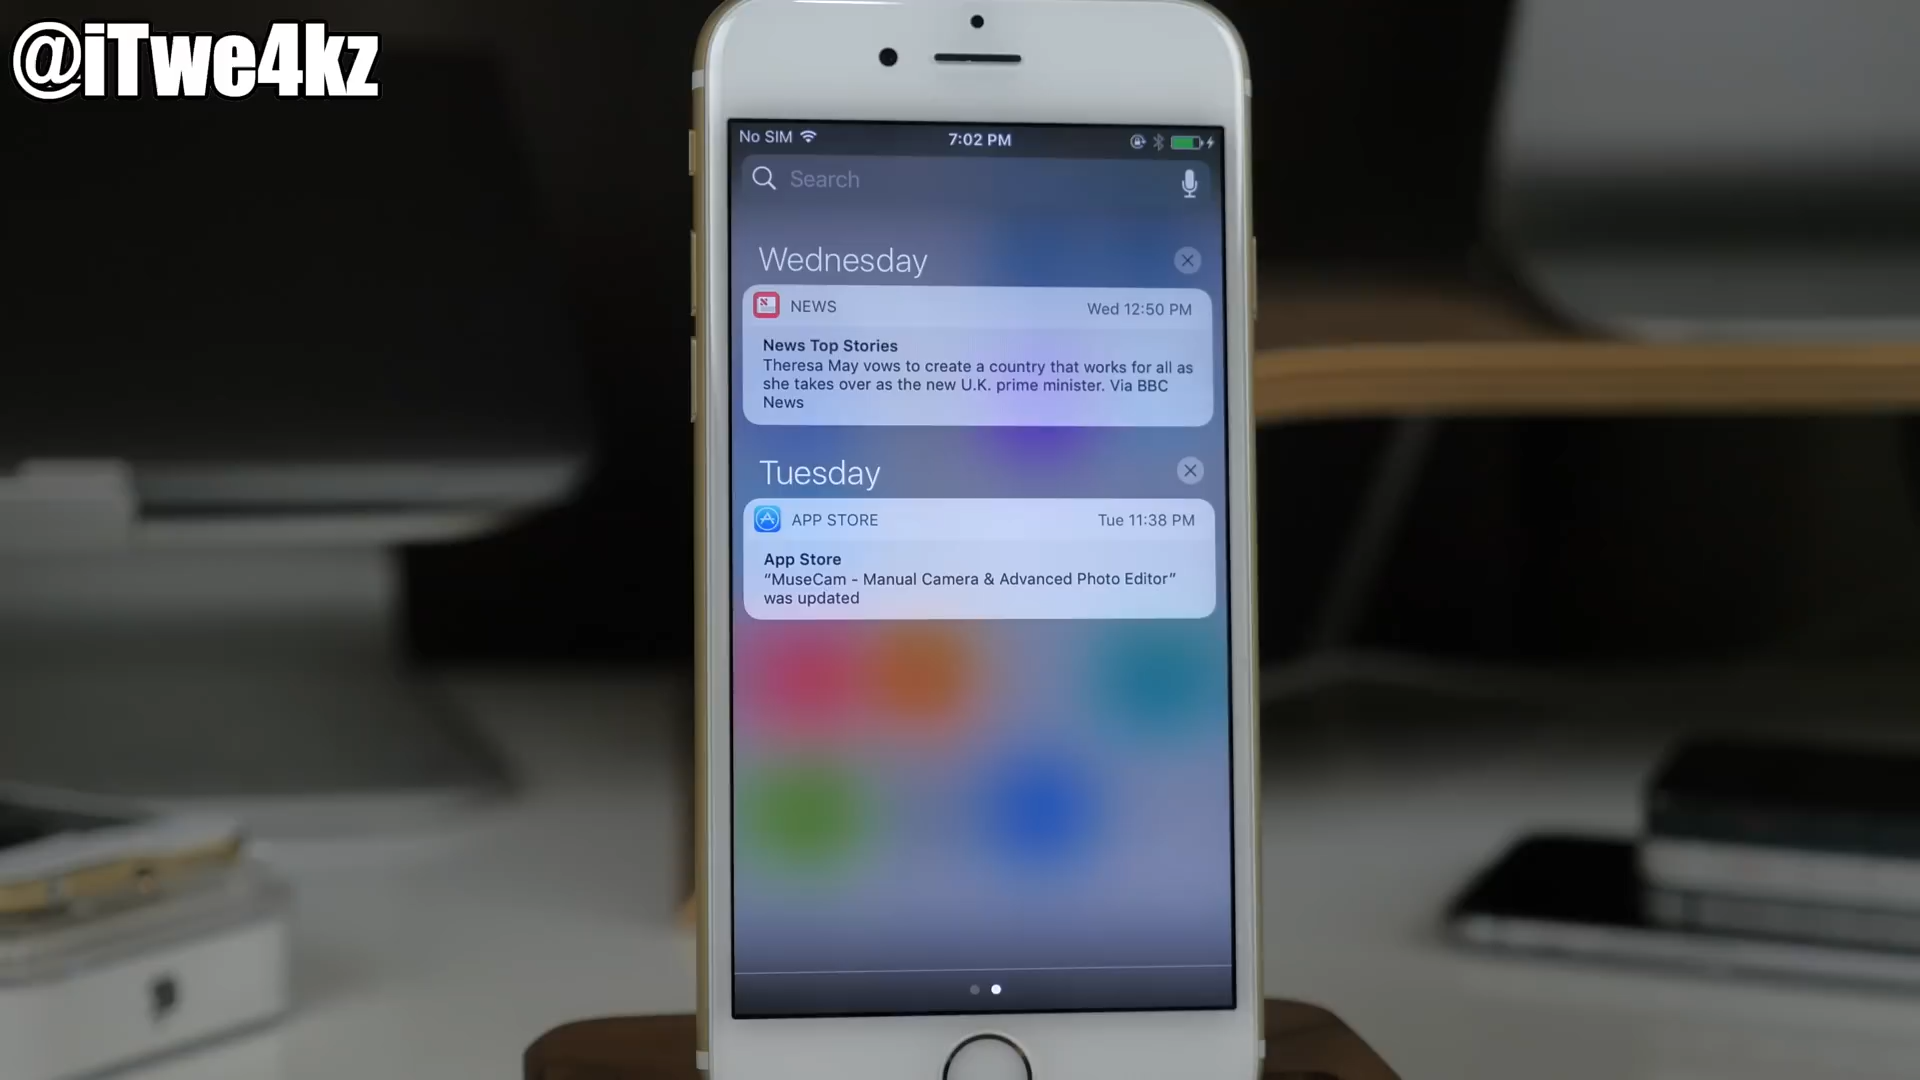 @iTwe4kz
No SIM
7:02 PM
Search
Wednesday
NEWS
Wed 12:50 PM
News Top Stories
Theresa May vows to create a country that works for all as
she takes over as the new U.K. prime minister. Via BBC
News
Tuesday
APP STORE
Tue 11:38 PM
App Store
“MuseCam - Manual Camera & Advanced Photo Editor”
was updated